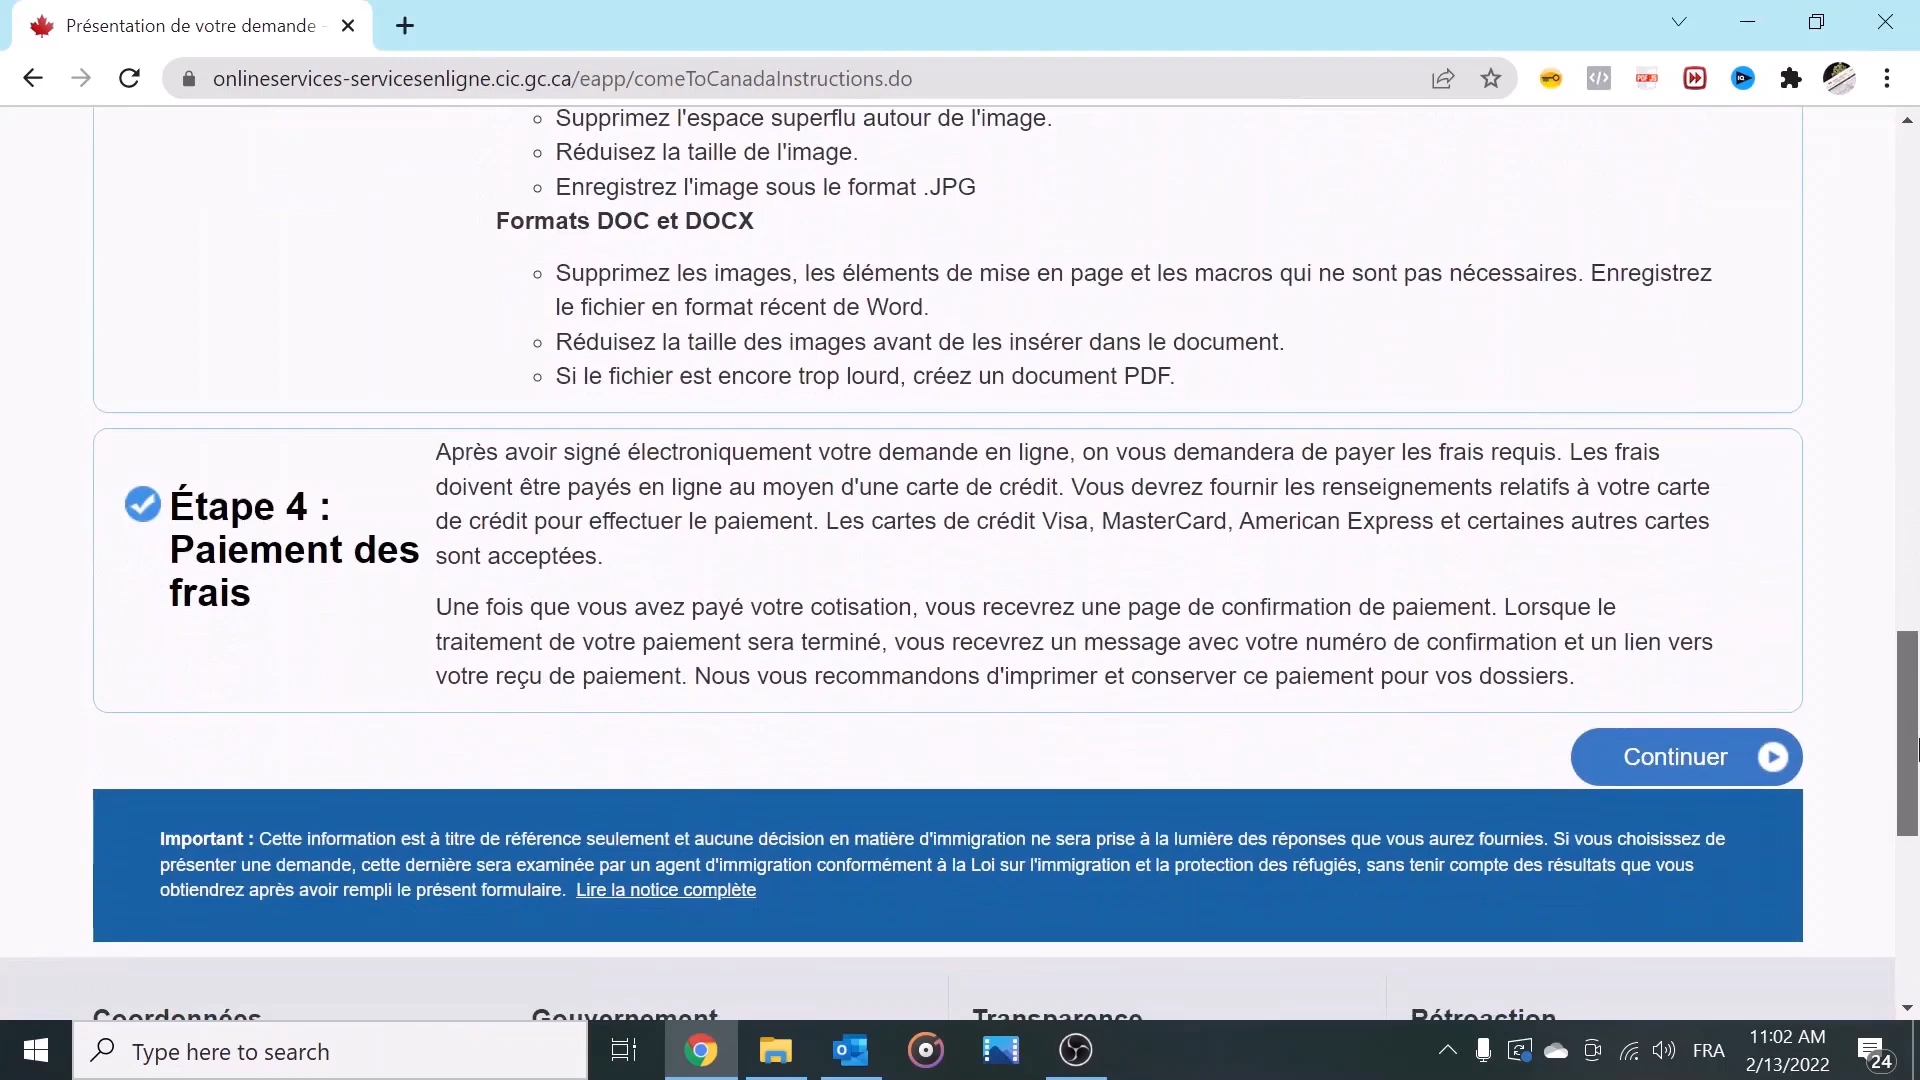 Présentation de votre demande -
onlineservices-servicesenligne.cic.gc.ca/eapp/comeToCanadaInstructions.do
Supprimez l'espace superflu autour de l'image.
Réduisez la taille de l'image.
Enregistrez l'image sous le format .JPG
Formats DOC et DOCX
Supprimez les images, les éléments de mise en page et les macros qui ne sont pas nécessaires. Enregistrez
le fichier en format récent de Word.
Réduisez la taille des images avant de les insérer dans le document.
Si le fichier est encore trop lourd, créez un document PDF.
Étape 4 :
Paiement des
frais
Après avoir signé électroniquement votre demande en ligne, on vous demandera de payer les frais requis. Les frais
doivent être payés en ligne au moyen d'une carte de crédit. Vous devrez fournir les renseignements relatifs à votre carte
de crédit pour effectuer le paiement. Les cartes de crédit Visa, MasterCard, American Express et certaines autres cartes
sont acceptées.
Une fois que vous avez payé votre cotisation, vous recevrez une page de confirmation de paiement. Lorsque le
traitement de votre paiement sera terminé, vous recevrez un message avec votre numéro de confirmation et un lien vers
votre reçu de paiement. Nous vous recommandons d'imprimer et conserver ce paiement pour vos dossiers.
Continuer
Important : Cette information est à titre de référence seulement et aucune décision en matière d'immigration ne sera prise à la lumière des réponses que vous aurez fournies. Si vous choisissez de
présenter une demande, cette dernière sera examinée par un agent d'immigration conformément à la Loi sur l'immigration et la protection des réfugiés, sans tenir compte des résultats que vous
obtiendrez après avoir rempli le présent formulaire. Lire la notice complète
Coordonnées Gouvernement Transparence Rétroaction
Type here to search
FRA
11:02 AM
2/13/2022
24